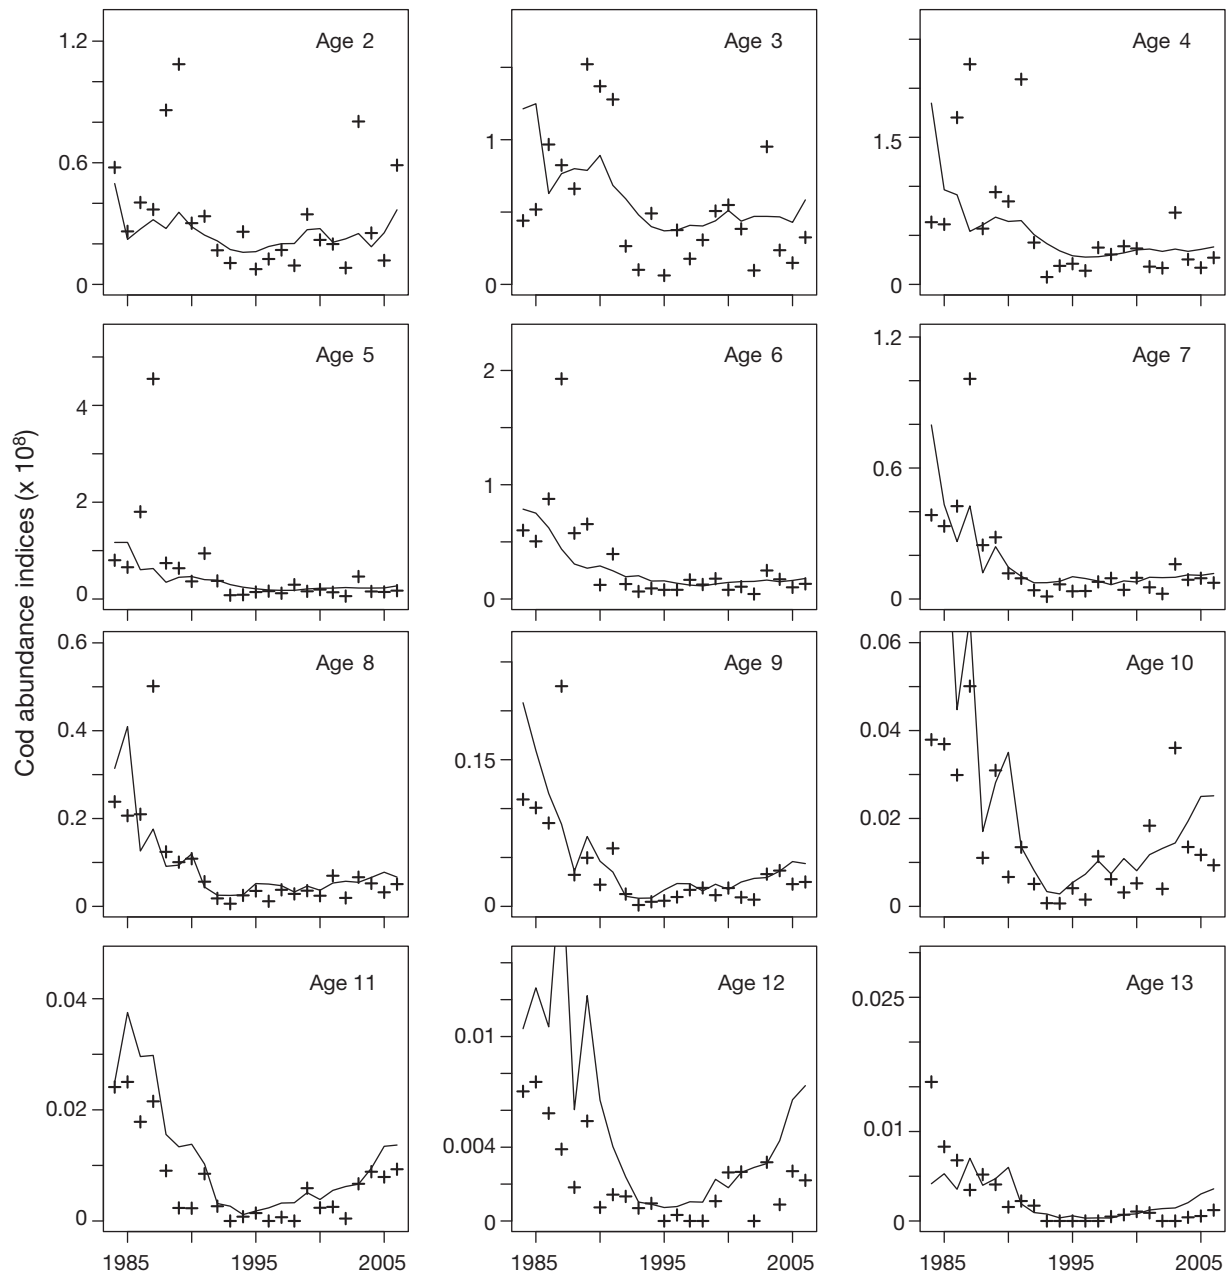 Cod abundance indices (x 10⁸)
Age 2
1.2
0.6
0
Age 3
1
0
Age 4
1.5
0
Age 5
4
2
0
Age 6
2
1
0
Age 7
1.2
0.6
0
Age 8
0.6
0.4
0.2
0
Age 9
0.15
0
Age 10
0.06
0.04
0.02
0
Age 11
0.04
0.02
0
Age 12
0.01
0.004
0
Age 13
0.025
0.01
0
1985 1995 2005 1985 1995 2005 1985 1995 2005